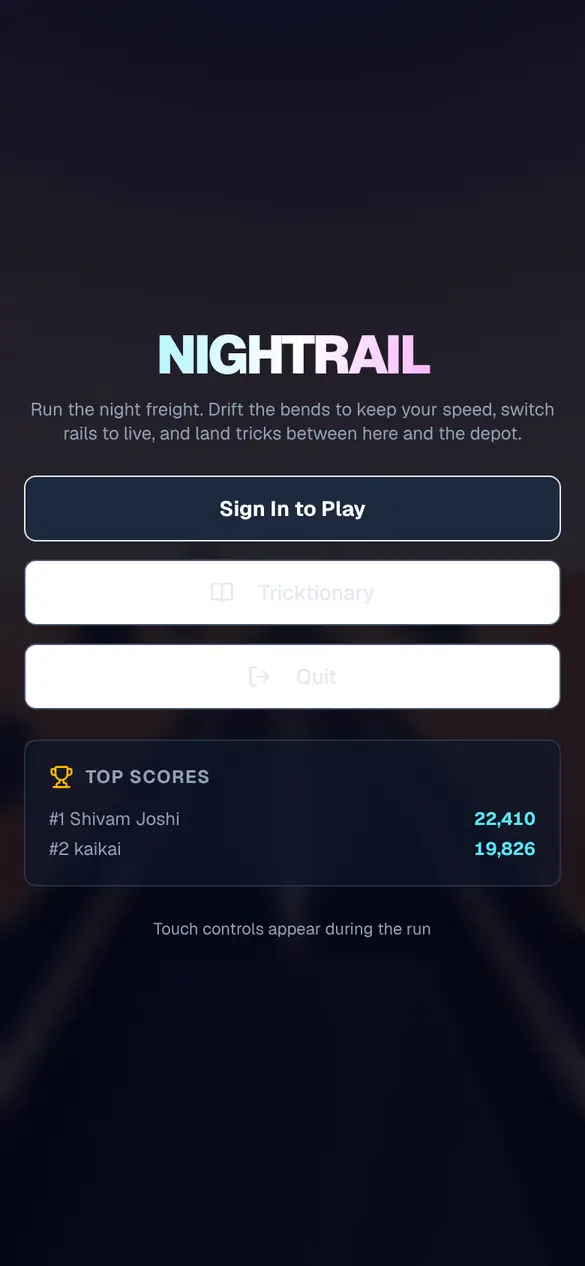 NIGHTRAIL
Run the night freight. Drift the bends to keep your speed, switch
rails to live, and land tricks between here and the depot.
Sign In to Play
Tricktionary
Quit
TOP SCORES
#1 Shivam Joshi 22,410
#2 kaikai 19,826
Touch controls appear during the run